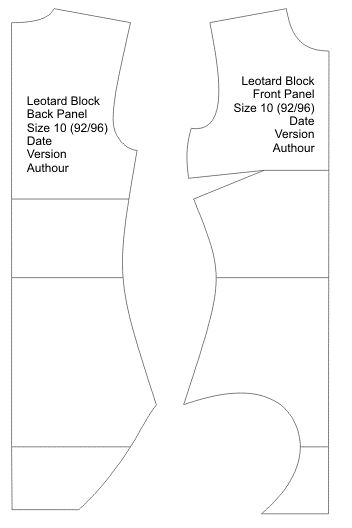 Leotard Block
Back Panel
Size 10 (92/96)
Date
Version
Authour
Leotard Block
Front Panel
Size 10 (92/96)
Date
Version
Authour